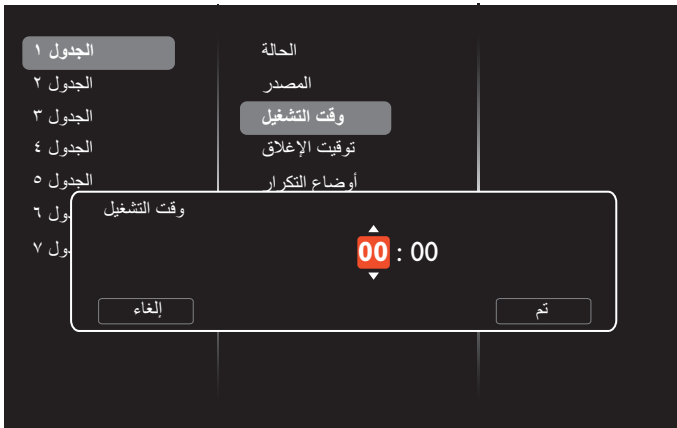 الجدول ١
الجدول ٢
الجدول ٣
الجدول ٤
الجدول ٥
الحالة
المصدر
وقت التشغيل
توقيت الإغلاق
أوضاع التكرار
وقت التشغيل
00 : 00
إلغاء
تم